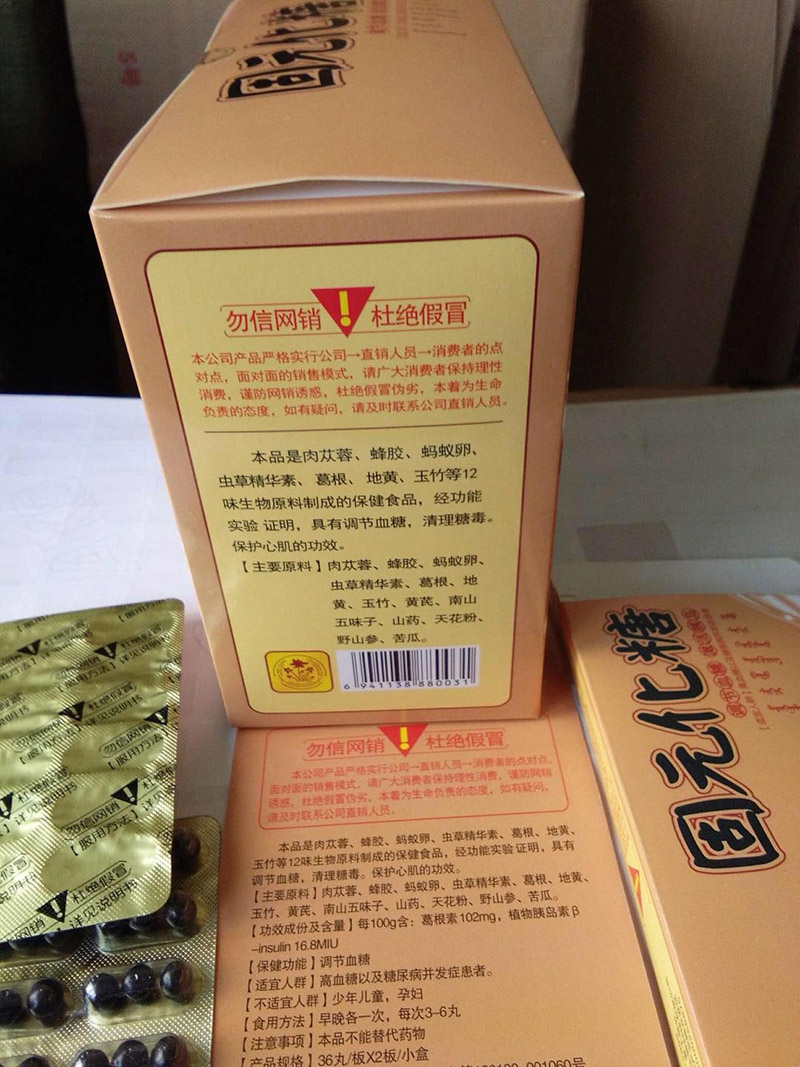 固元化糖
勿信网销 ! 杜绝假冒
本公司产品严格实行公司→直销人员→消费者的点
对点，面对面的销售模式，请广大消费者保持理性
消费，谨防网销诱惑，杜绝假冒伪劣，本着为生命
负责的态度，如有疑问，请及时联系公司直销人员。
本品是肉苁蓉、蜂胶、蚂蚁卵、
虫草精华素、葛根、地黄、玉竹等12
味生物原料制成的保健食品，经功能
实验 证明，具有调节血糖，清理糖毒。
保护心肌的功效。
【主要原料】肉苁蓉、蜂胶、蚂蚁卵、
虫草精华素、葛根、地
黄、玉竹、黄芪、南山
五味子、山药、天花粉、
野山参、苦瓜。
6 941138 880031
勿信网销 ! 杜绝假冒
本公司产品严格实行公司→直销人员→消费者的点对点，
面对面的销售模式，请广大消费者保持理性消费，谨防网销
诱惑，杜绝假冒伪劣，本着为生命负责的态度，如有疑问，
请及时联系公司直销人员。
本品是肉苁蓉、蜂胶、蚂蚁卵、虫草精华素、葛根、地黄、
玉竹等12味生物原料制成的保健食品，经功能实验 证明，具有
调节血糖，清理糖毒。保护心肌的功效。
【主要原料】肉苁蓉、蜂胶、蚂蚁卵、虫草精华素、葛根、地黄、
玉竹、黄芪、南山五味子、山药、天花粉、野山参、苦瓜。
【功效成份及含量】每100g含：葛根素102mg，植物胰岛素β
-insulin 16.8MIU
【保健功能】调节血糖
【适宜人群】高血糖以及糖尿病并发症患者。
【不适宜人群】少年儿童，孕妇
【食用方法】早晚各一次，每次3-6丸
【注意事项】本品不能替代药物
【产品规格】36丸/板X2板/小盒
固元化糖
勿信网销 ! 杜绝假冒
【服用方法】详见说明书